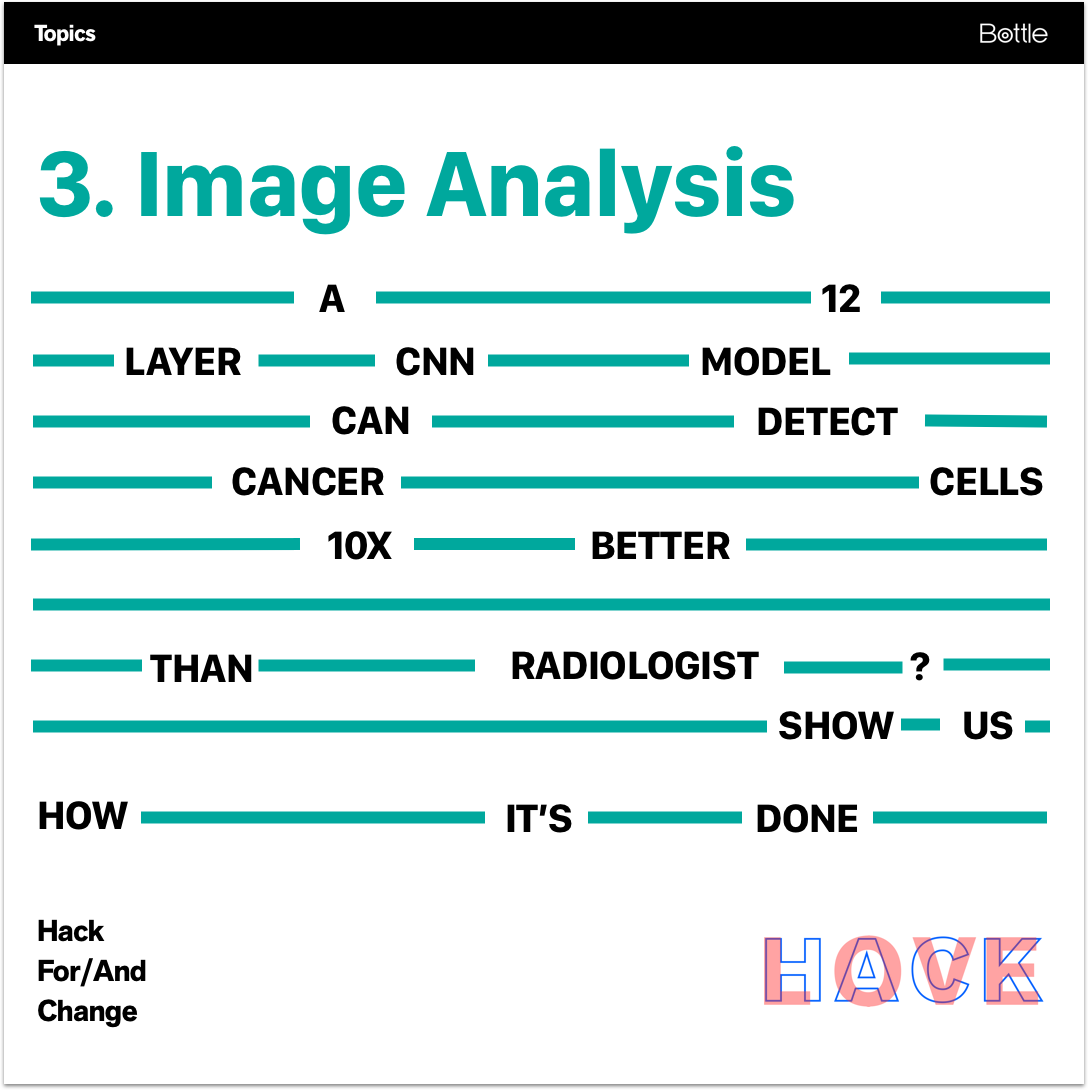 Topics
Bottle
3. Image Analysis
A 12
LAYER CNN MODEL
CAN DETECT
CANCER CELLS
10X BETTER
THAN RADIOLOGIST ?
SHOW US
HOW IT'S DONE
Hack
For/And
Change
HACK
LOVE